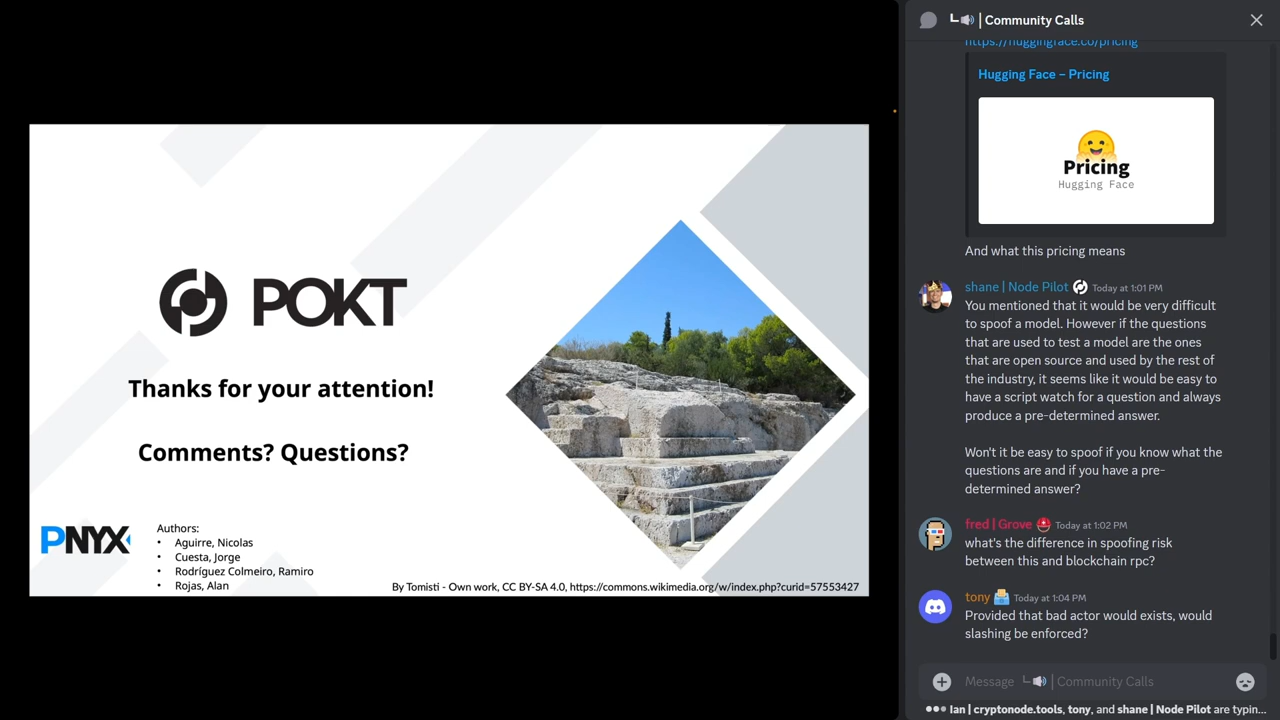 POKT
Thanks for your attention!
Comments? Questions?
PNYX
Authors:
• Aguirre, Nicolas
• Cuesta, Jorge
• Rodríguez Colmeiro, Ramiro
• Rojas, Alan
By Tomisti - Own work, CC BY-SA 4.0, https://commons.wikimedia.org/w/index.php?curid=57553427
Community Calls
https://huggingface.co/pricing
Hugging Face – Pricing
Pricing
Hugging Face
And what this pricing means
shane | Node Pilot Today at 1:01 PM
You mentioned that it would be very difficult
to spoof a model. However if the questions
that are used to test a model are the ones
that are open source and used by the rest of
the industry, it seems like it would be easy to
have a script watch for a question and always
produce a pre-determined answer.
Won't it be easy to spoof if you know what the
questions are and if you have a pre-
determined answer?
fred | Grove Today at 1:02 PM
what's the difference in spoofing risk
between this and blockchain rpc?
tony Today at 1:04 PM
Provided that bad actor would exists, would
slashing be enforced?
Message Community Calls
Ian | cryptonode.tools, tony, and shane | Node Pilot are typin...